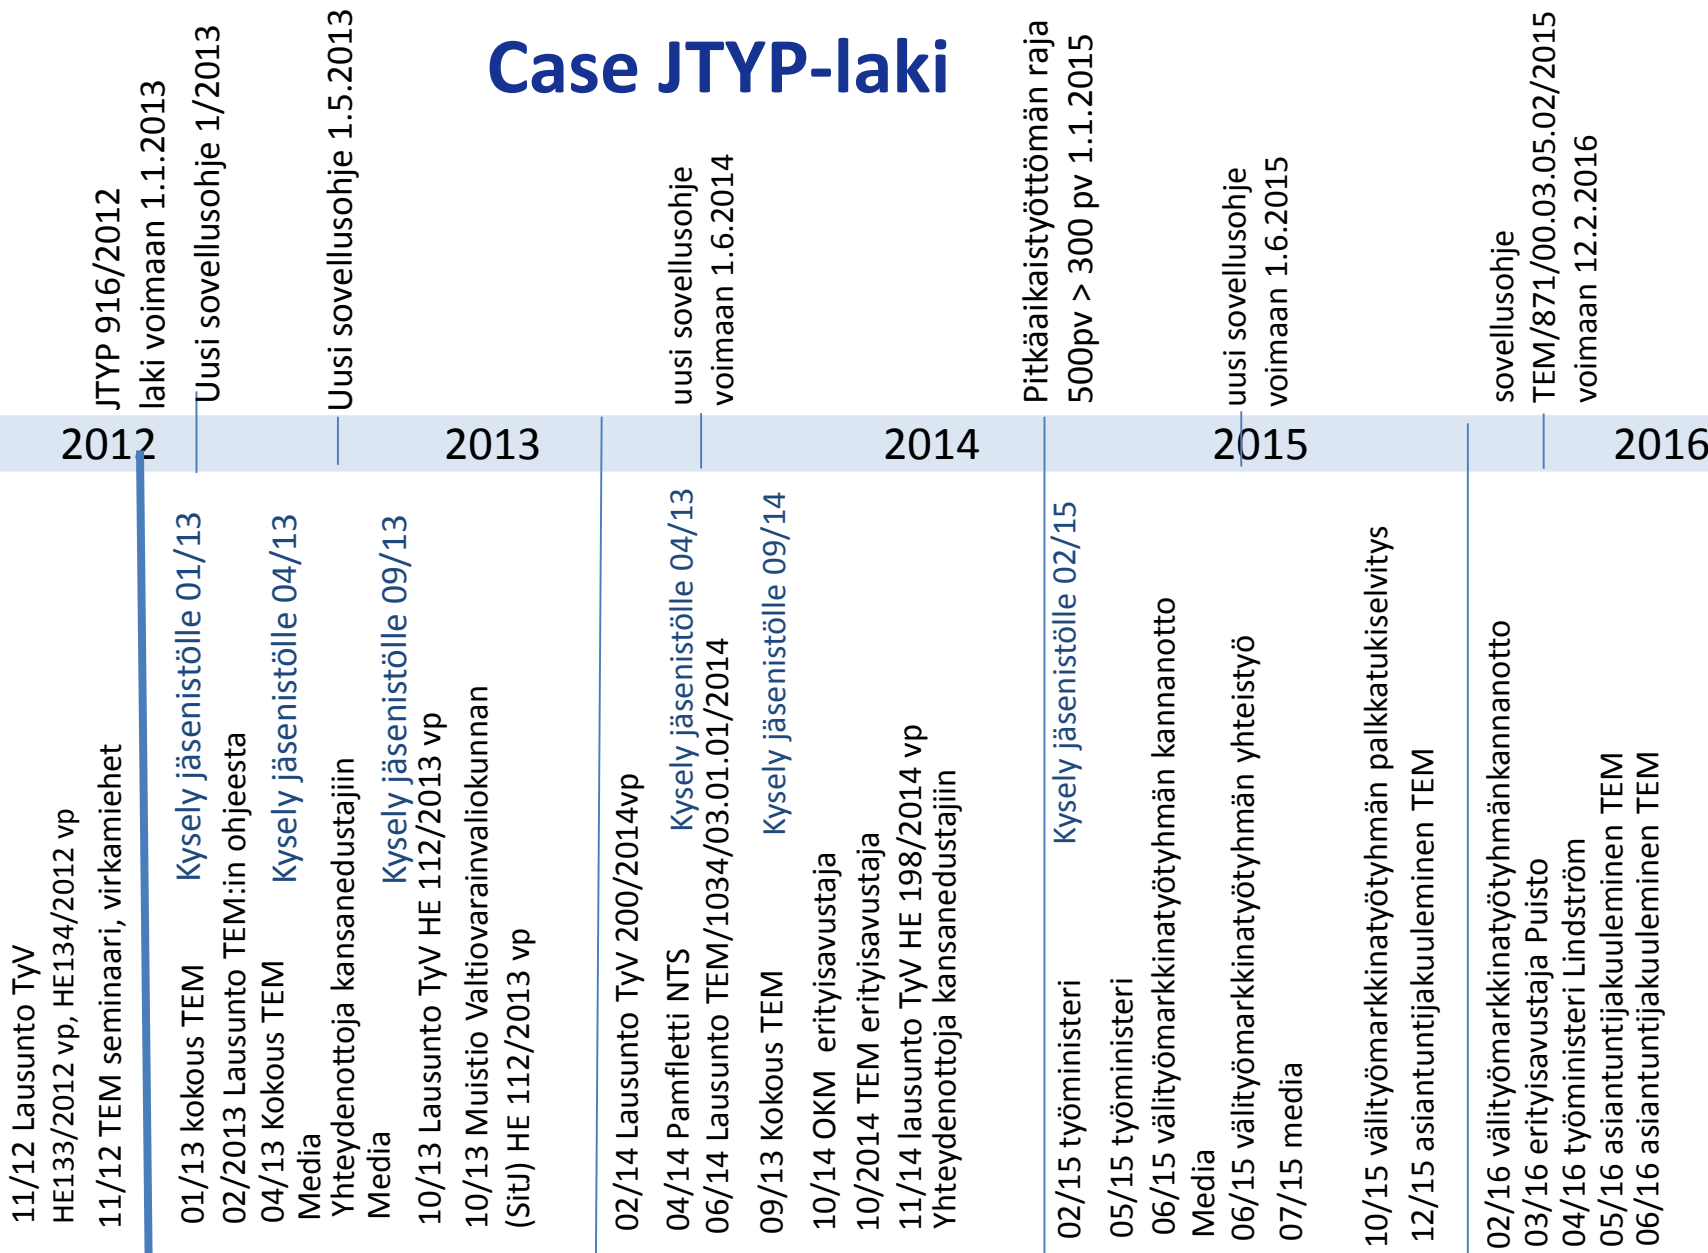 Case JTYP-laki
JTYP 916/2012
laki voimaan 1.1.2013
Uusi sovellusohje 1/2013
Uusi sovellusohje 1.5.2013
uusi sovellusohje
voimaan 1.6.2014
Pitkäaikaistyöttömän raja
500pv > 300 pv 1.1.2015
uusi sovellusohje
voimaan 1.6.2015
sovellusohje
TEM/871/00.03.05.02/2015
voimaan 12.2.2016
2012
2013
2014
2015
2016
11/12 Lausunto TyV
HE133/2012 vp, HE134/2012 vp
11/12 TEM seminaari, virkamiehet
Kysely jäsenistölle 01/13
01/13 kokous TEM
02/2013 Lausunto TEM:in ohjeesta
Kysely jäsenistölle 04/13
04/13 Kokous TEM
Media
Yhteydenottoja kansanedustajiin
Media
Kysely jäsenistölle 09/13
10/13 Lausunto TyV HE 112/2013 vp
10/13 Muistio Valtiovarainvaliokunnan
(SitJ) HE 112/2013 vp
02/14 Lausunto TyV 200/2014vp
Kysely jäsenistölle 04/13
04/14 Pamfletti NTS
06/14 Lausunto TEM/1034/03.01.01/2014
Kysely jäsenistölle 09/14
09/13 Kokous TEM
10/14 OKM  erityisavustaja
10/2014 TEM erityisavustaja
11/14 lausunto TyV HE 198/2014 vp
Yhteydenottoja kansanedustajiin
Kysely jäsenistölle 02/15
02/15 työministeri
05/15 työministeri
06/15 välityömarkkinatyötyhmän kannanotto
Media
06/15 välityömarkkinatyötyhmän yhteistyö
07/15 media
10/15 välityömarkkinatyötyhmän palkkatukiselvitys
12/15 asiantuntijakuuleminen TEM
02/16 välityömarkkinatyötyhmänkannanotto
03/16 erityisavustaja Puisto
04/16 työministeri Lindström
05/16 asiantuntijakuuleminen TEM
06/16 asiantuntijakuuleminen TEM